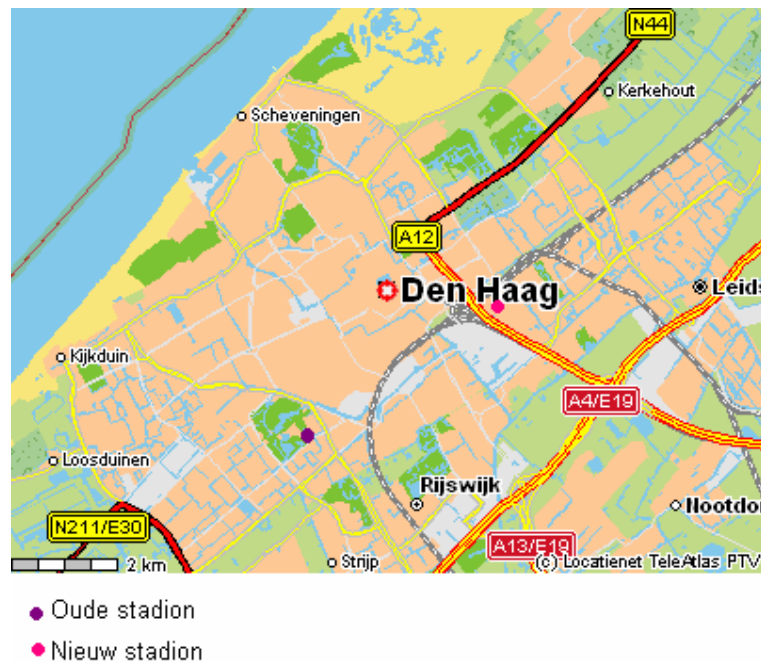 N44
Kerkehout
Scheveningen
A12
Den Haag
Leids
Kijkduin
A4/E19
Loosduinen
Rijswijk
Nootdor
N211/E30
A13/E19
2 km
Strijp
(c) Locatienet TeleAtlas PTV
Oude stadion
Nieuw stadion